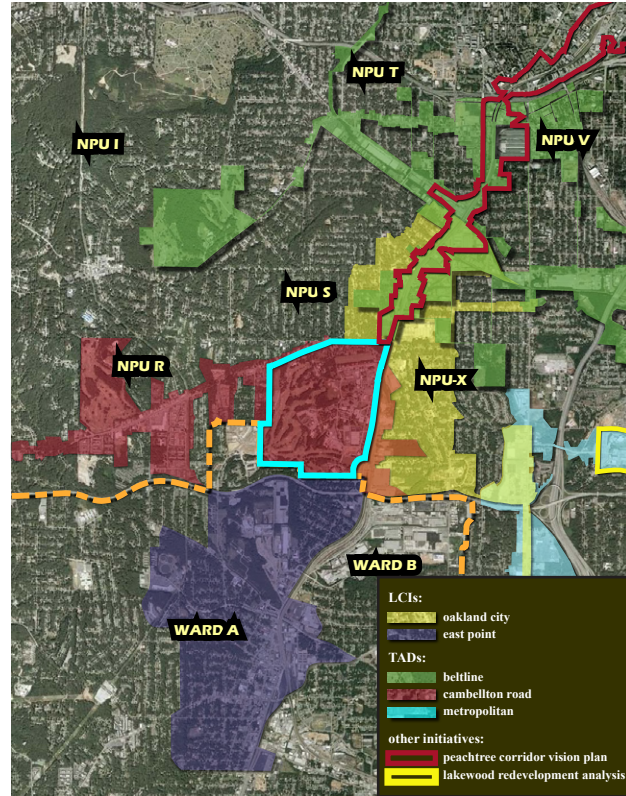 NPU T
NPU V
NPU I
NPU S
NPU R
NPU-X
WARD B
WARD A
LCIs:
oakland city
east point
TADs:
beltline
cambellton road
metropolitan
other initiatives:
peachtree corridor vision plan
lakewood redevelopment analysis